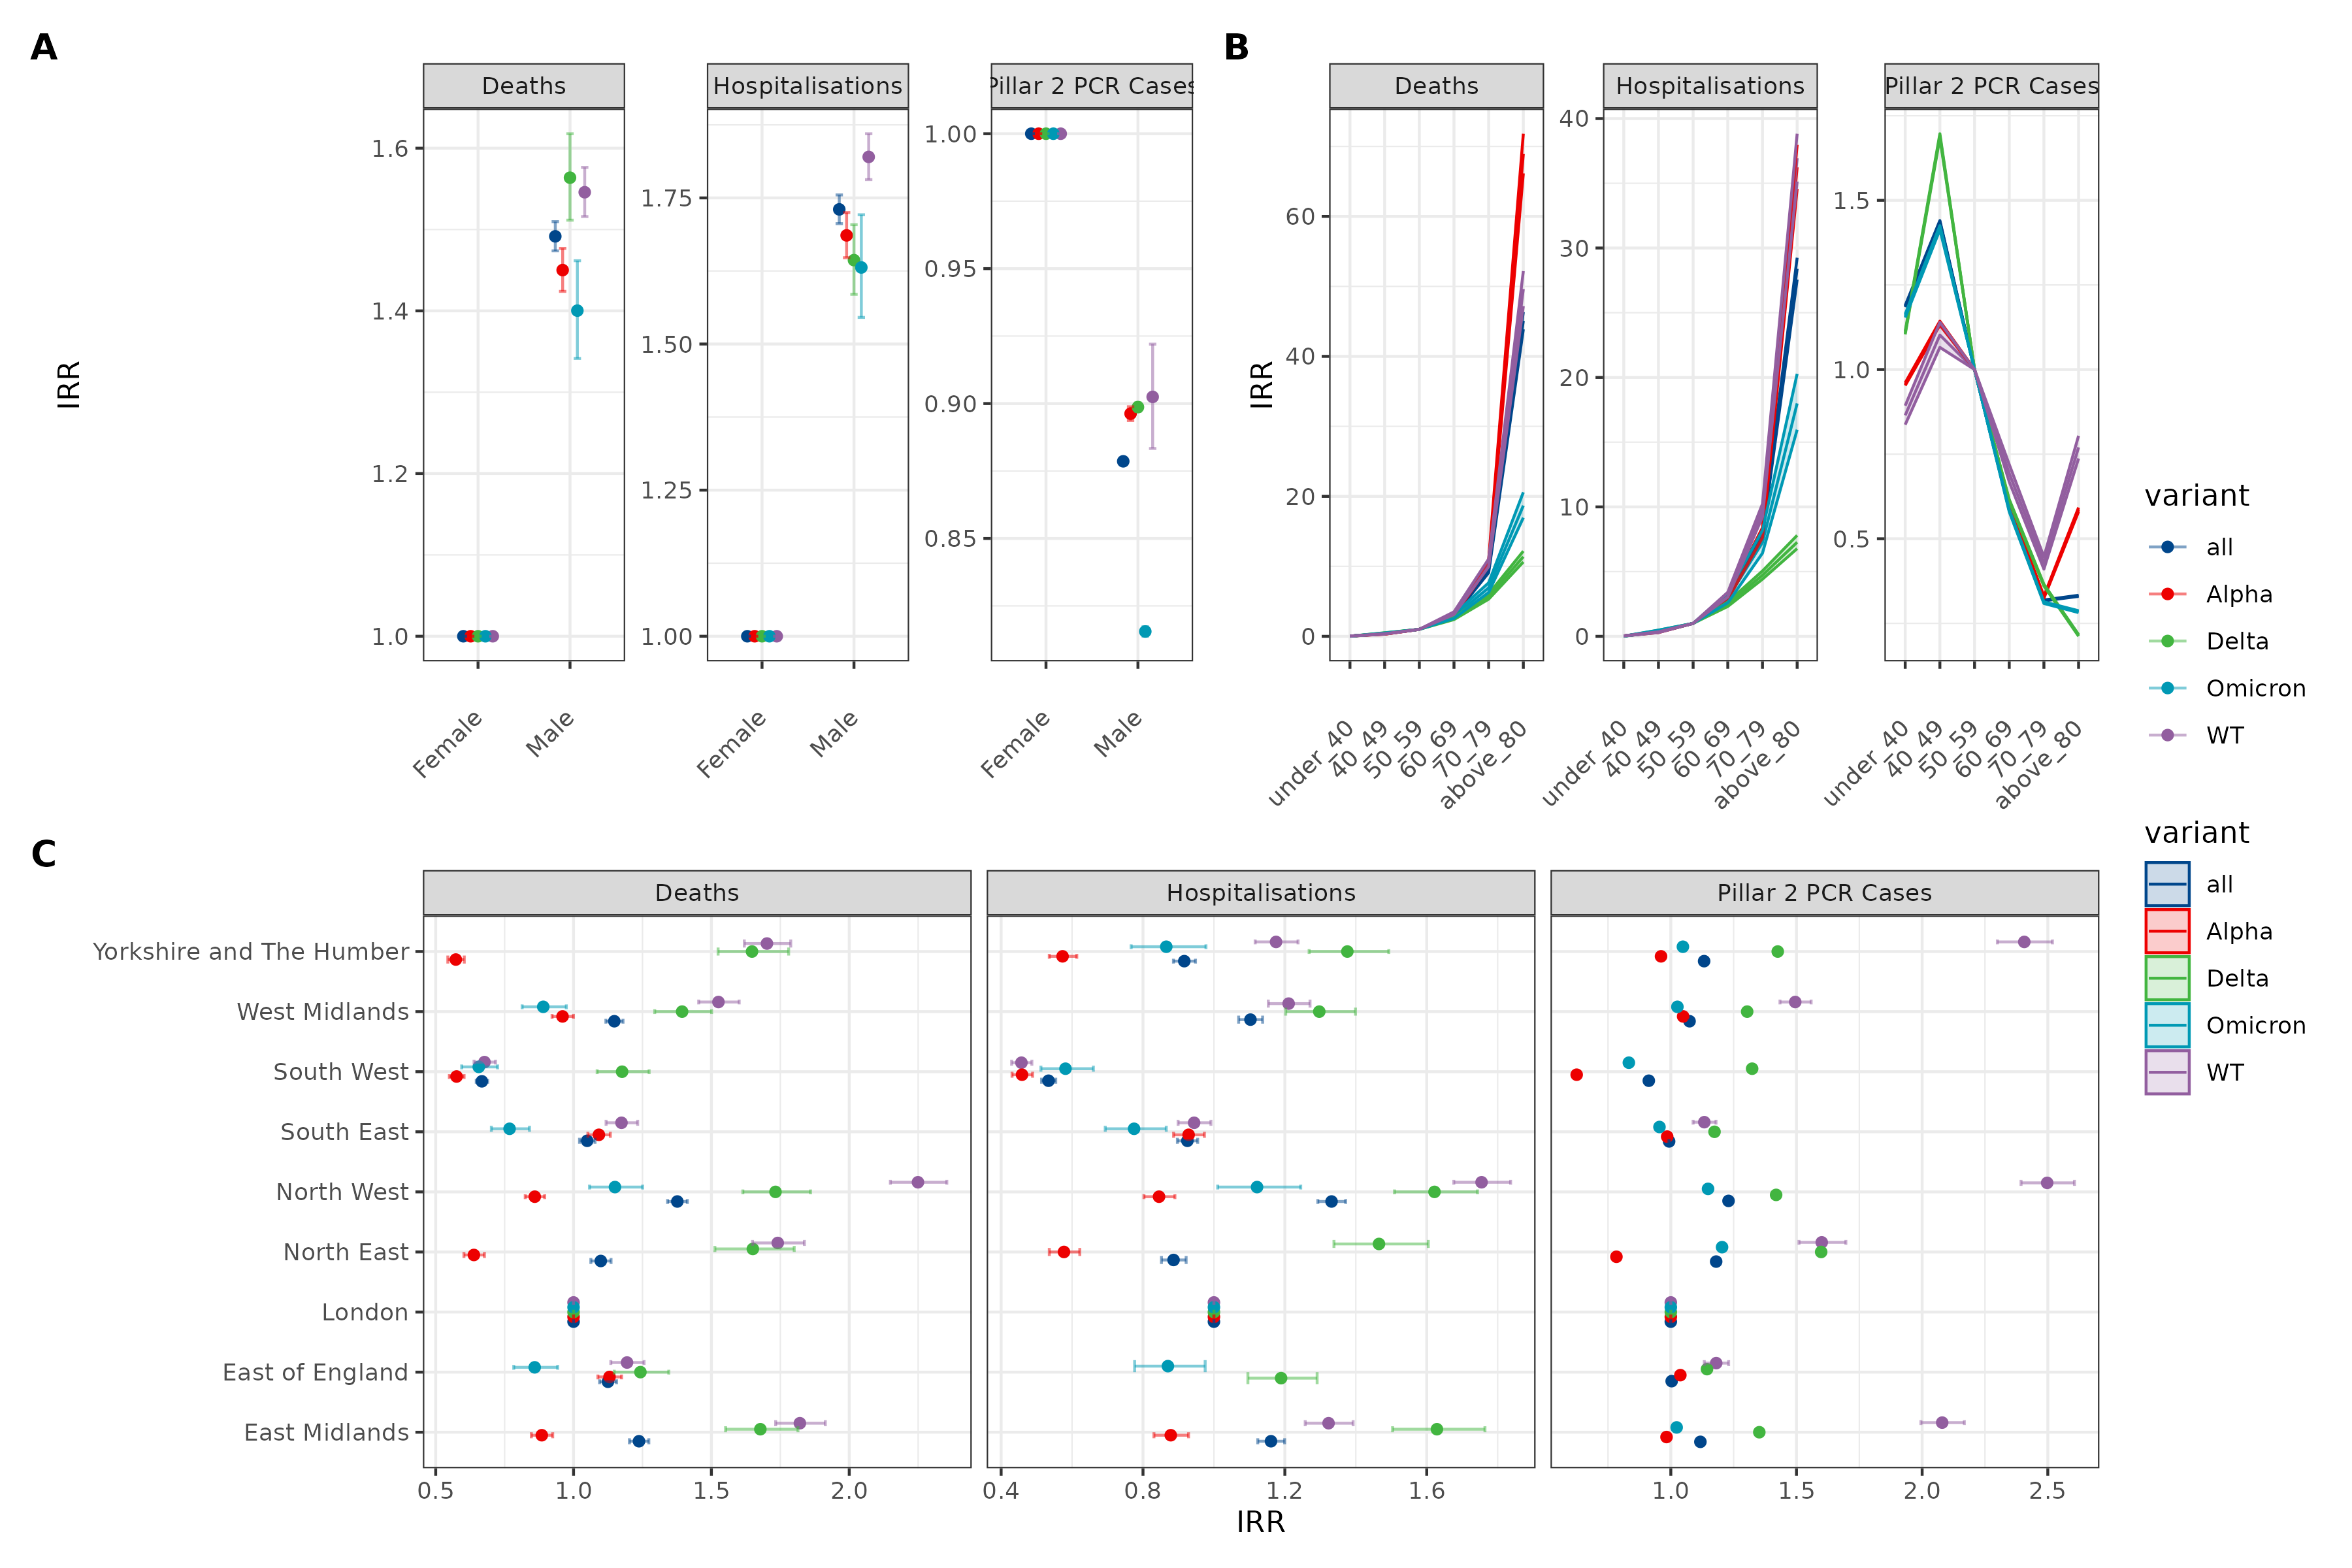 A
B
Deaths
Hospitalisations
Pillar 2 PCR Cases
Deaths
Hospitalisations
Pillar 2 PCR Cases
IRR
1.6
1.4
1.2
1.0
1.75
1.50
1.25
1.00
1.00
0.95
0.90
0.85
IRR
60
40
20
0
40
30
20
10
0
1.5
1.0
0.5
Female
Male
Female
Male
Female
Male
under_40
40_49
50_59
60_69
70_79
above_80
under_40
40_49
50_59
60_69
70_79
above_80
under_40
40_49
50_59
60_69
70_79
above_80
variant
all
Alpha
Delta
Omicron
WT
variant
all
Alpha
Delta
Omicron
WT
C
Deaths
Hospitalisations
Pillar 2 PCR Cases
Yorkshire and The Humber
West Midlands
South West
South East
North West
North East
London
East of England
East Midlands
0.5
1.0
1.5
2.0
0.4
0.8
1.2
1.6
1.0
1.5
2.0
2.5
IRR